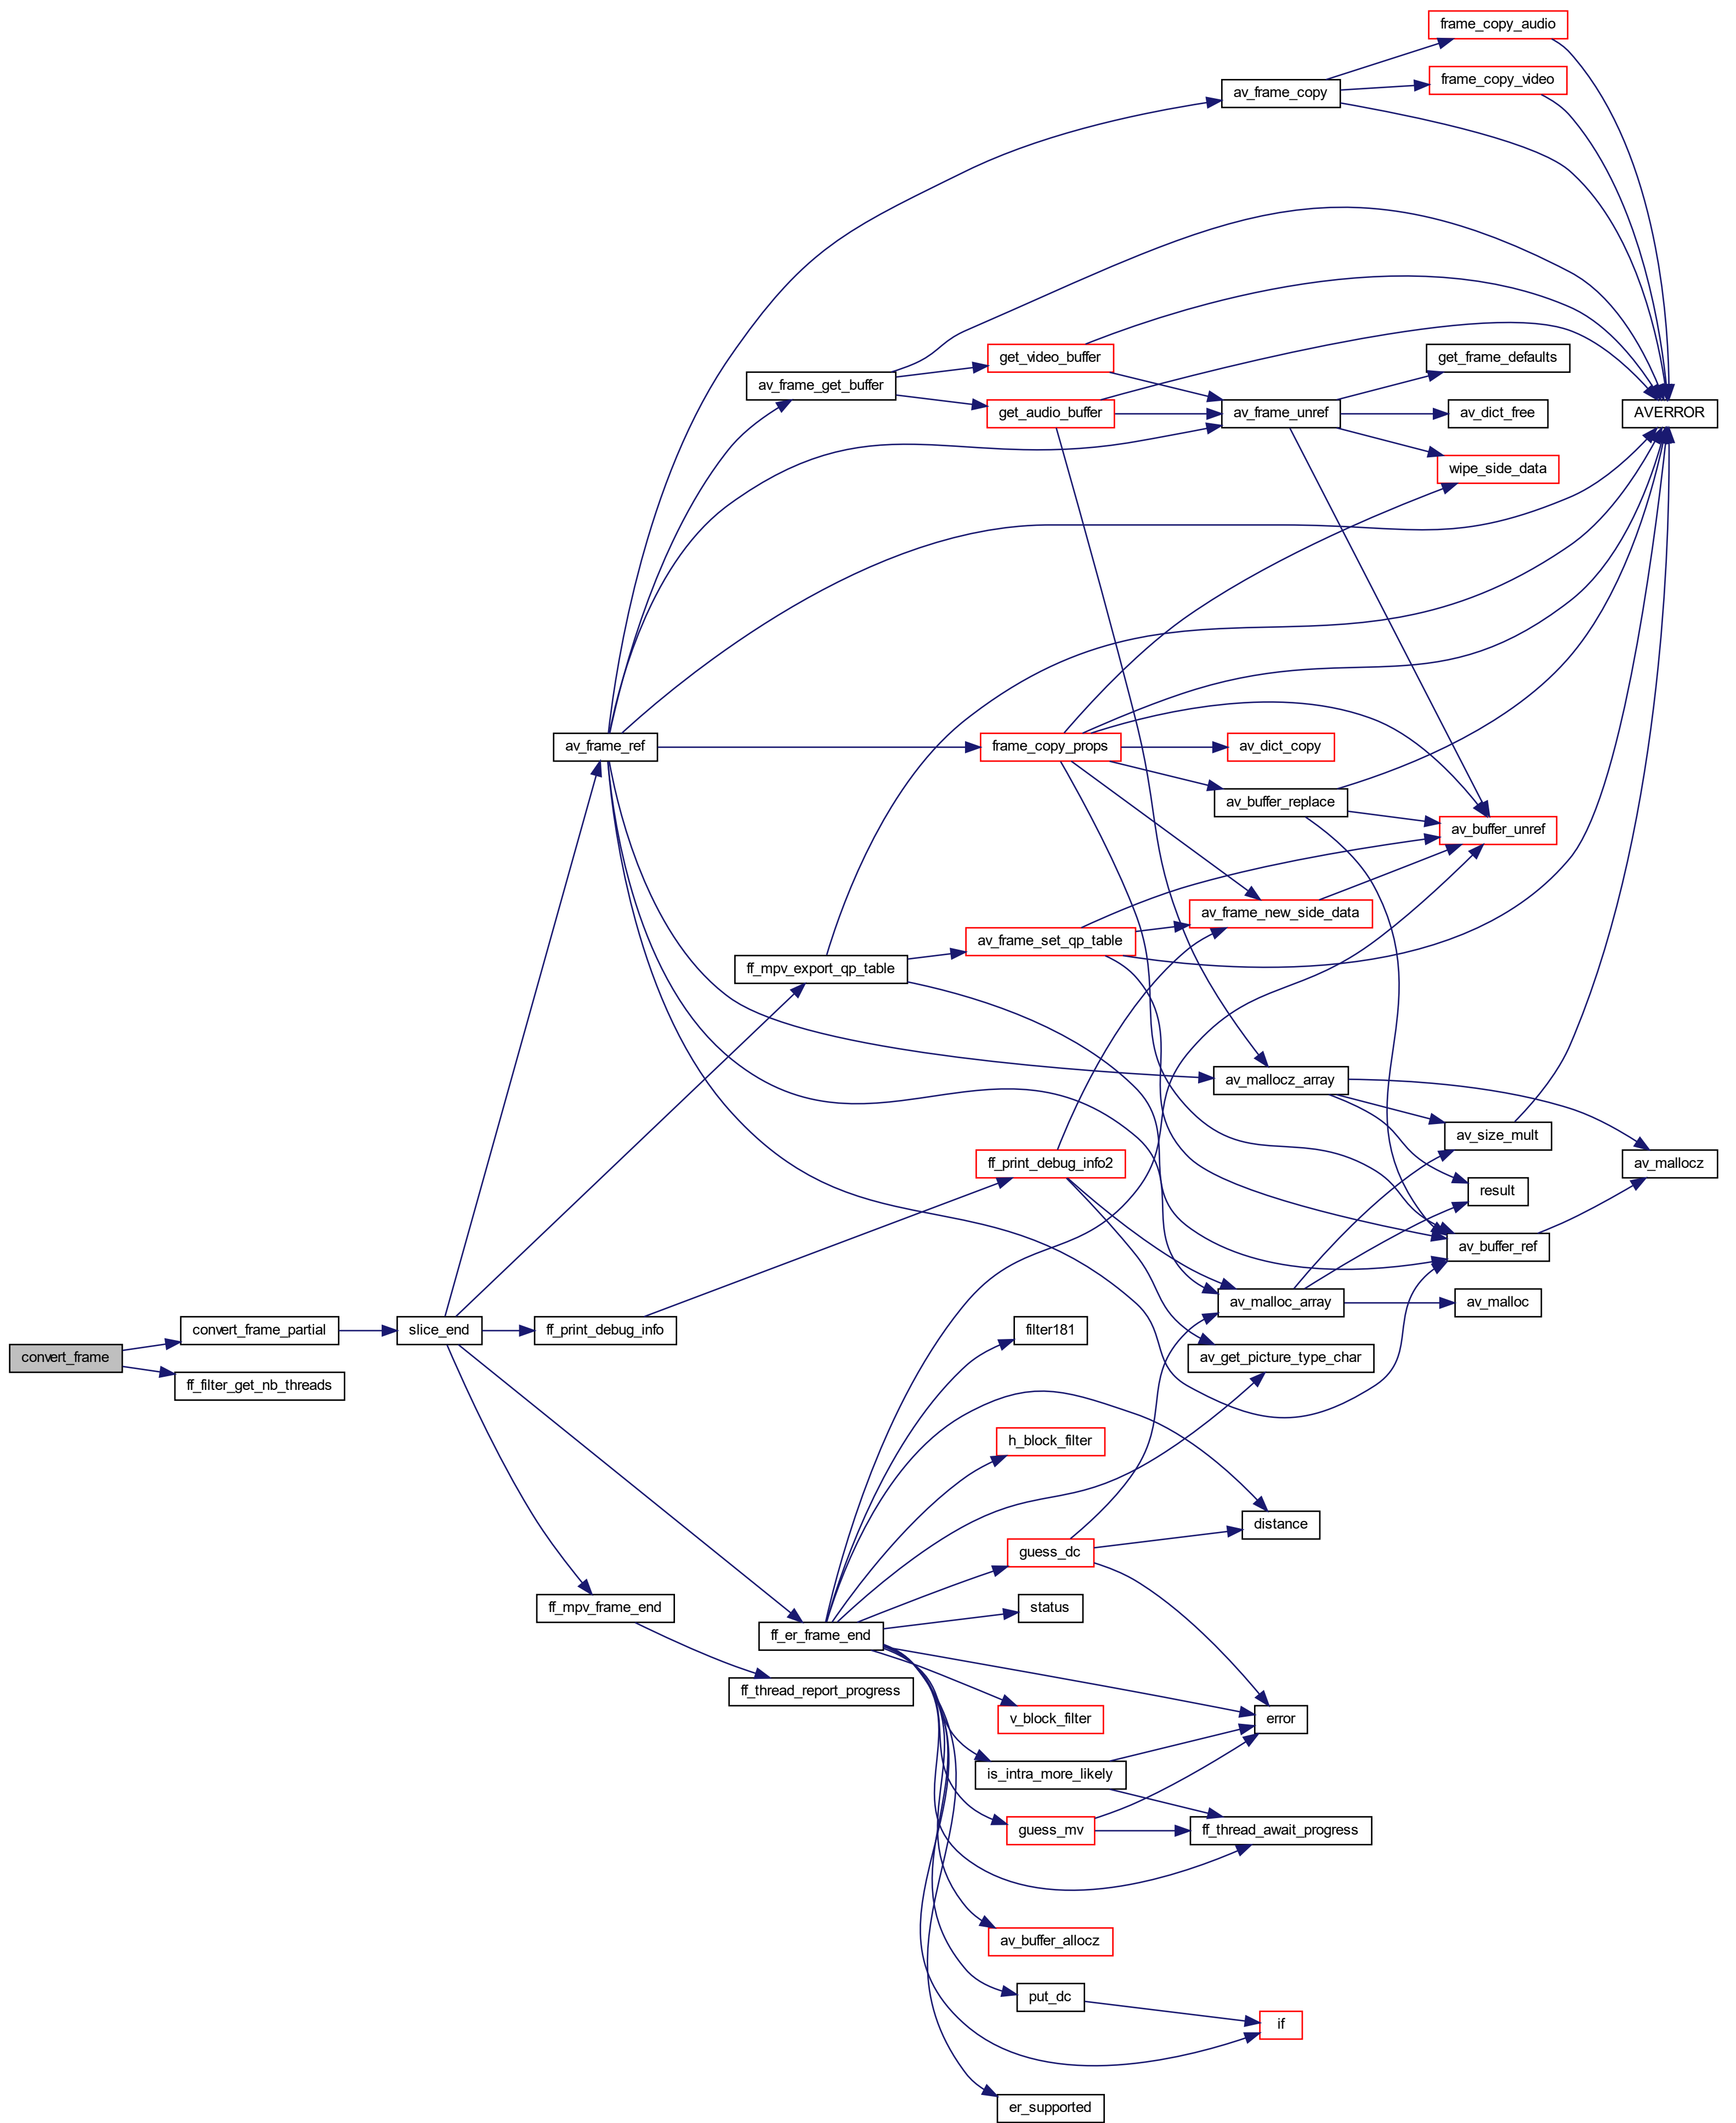 frame_copy_audio
frame_copy_video
av_frame_copy
get_video_buffer
get_frame_defaults
av_frame_get_buffer
get_audio_buffer
av_frame_unref
av_dict_free
AVERROR
wipe_side_data
av_frame_ref
frame_copy_props
av_dict_copy
av_buffer_replace
av_buffer_unref
av_frame_new_side_data
av_frame_set_qp_table
ff_mpv_export_qp_table
av_mallocz_array
av_size_mult
ff_print_debug_info2
av_mallocz
result
av_buffer_ref
av_malloc_array
av_malloc
convert_frame_partial
slice_end
ff_print_debug_info
filter181
convert_frame
av_get_picture_type_char
ff_filter_get_nb_threads
h_block_filter
distance
guess_dc
ff_mpv_frame_end
status
ff_er_frame_end
ff_thread_report_progress
v_block_filter
error
is_intra_more_likely
guess_mv
ff_thread_await_progress
av_buffer_allocz
put_dc
if
er_supported